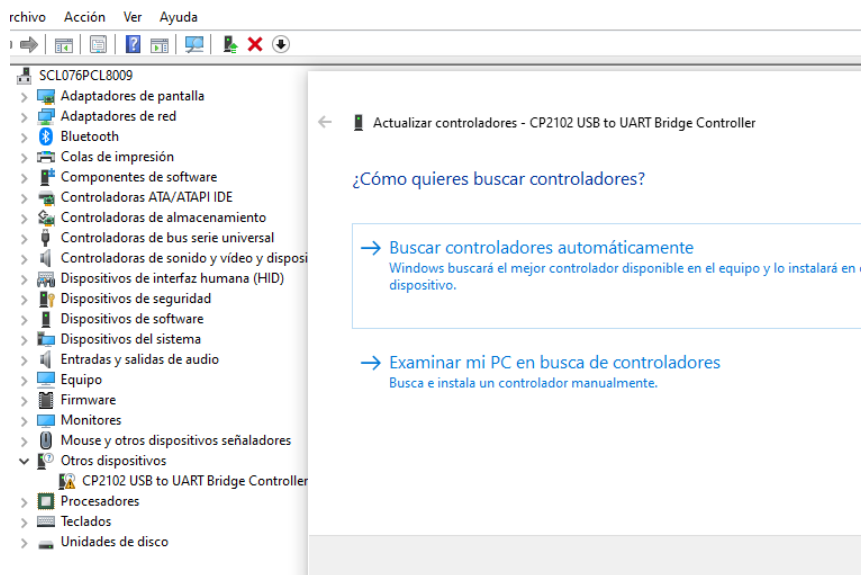 rchivo Acción Ver Ayuda
SCL076PCL8009
Adaptadores de pantalla
Adaptadores de red
Bluetooth
Colas de impresión
Componentes de software
Controladoras ATA/ATAPI IDE
Controladoras de almacenamiento
Controladoras de bus serie universal
Controladoras de sonido y vídeo y disposi
Dispositivos de interfaz humana (HID)
Dispositivos de seguridad
Dispositivos de software
Dispositivos del sistema
Entradas y salidas de audio
Equipo
Firmware
Monitores
Mouse y otros dispositivos señaladores
Otros dispositivos
CP2102 USB to UART Bridge Controller
Procesadores
Teclados
Unidades de disco
Actualizar controladores - CP2102 USB to UART Bridge Controller
¿Cómo quieres buscar controladores?
Buscar controladores automáticamente
Windows buscará el mejor controlador disponible en el equipo y lo instalará en
dispositivo.
Examinar mi PC en busca de controladores
Busca e instala un controlador manualmente.